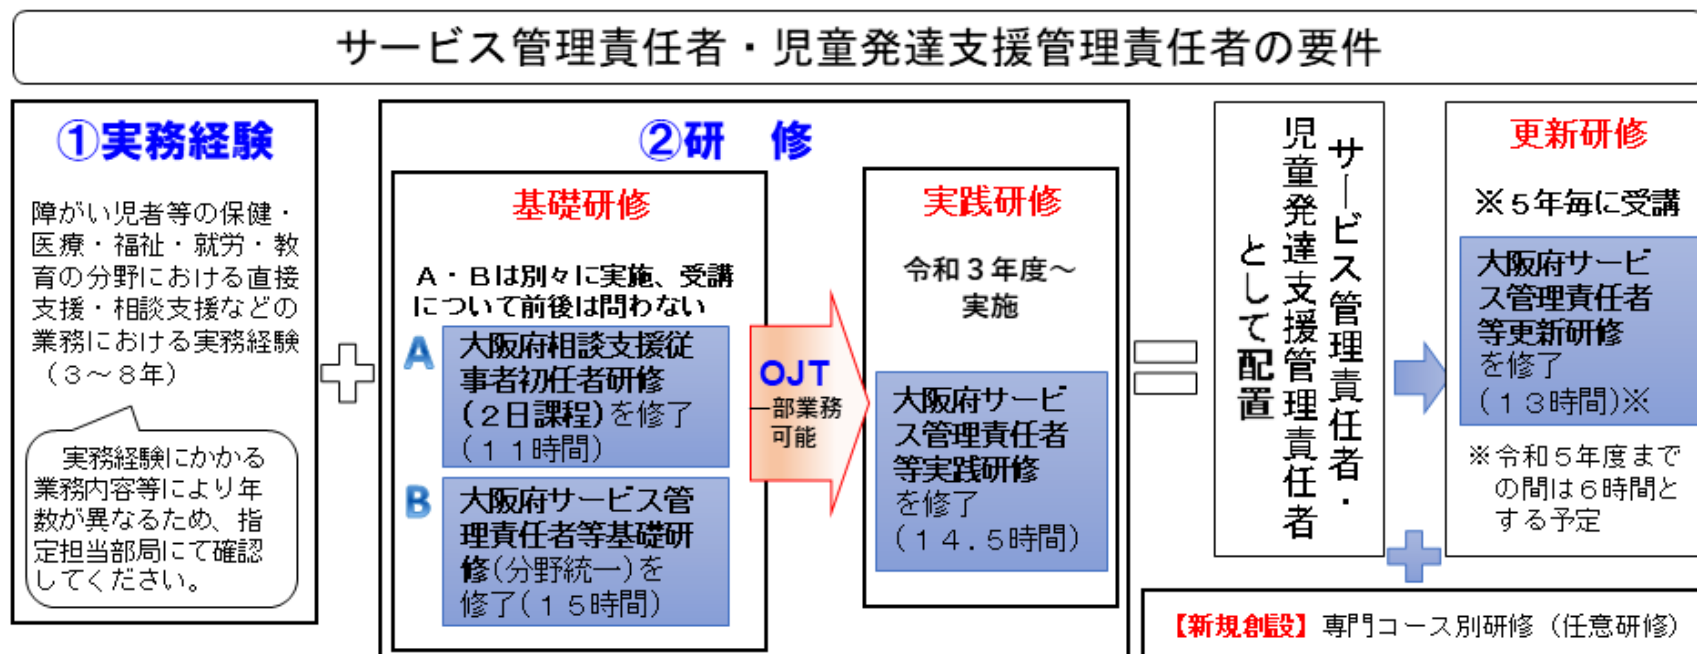 サービス管理責任者・児童発達支援管理責任者の要件
①実務経験
障がい児者等の保健・
医療・福祉・就労・教
育の分野における直接
支援・相談支援などの
業務における実務経験
（３～８年）
実務経験にかかる
業務内容等により年
数が異なるため、指
定担当部局にて確認
してください。
②研　修
基礎研修
Ａ・Ｂは別々に実施、受講
について前後は問わない
A
大阪府相談支援従
事者初任者研修
(２日課程)を修了
(１１時間)
B
大阪府サービス管
理責任者等基礎研
修(分野統一)を
修了(１５時間)
OJT
一部業務
可能
実践研修
令和３年度～
実施
大阪府サービ
ス管理責任者
等実践研修
を修了
(１４.５時間)
サービス管理責任者・
児童発達支援管理責任者
として配置
更新研修
※５年毎に受講
大阪府サービ
ス管理責任者
等更新研修
を修了
(１３時間)※
※令和５年度まで
の間は６時間と
する予定
【新規創設】専門コース別研修（任意研修）